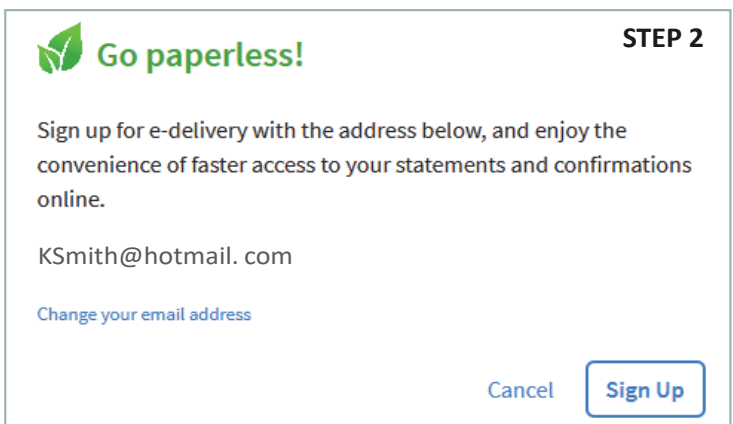 STEP 2
Go paperless!
Sign up for e-delivery with the address below, and enjoy the
convenience of faster access to your statements and confirmations
online.
KSmith@hotmail. com
Change your email address
Cancel
Sign Up